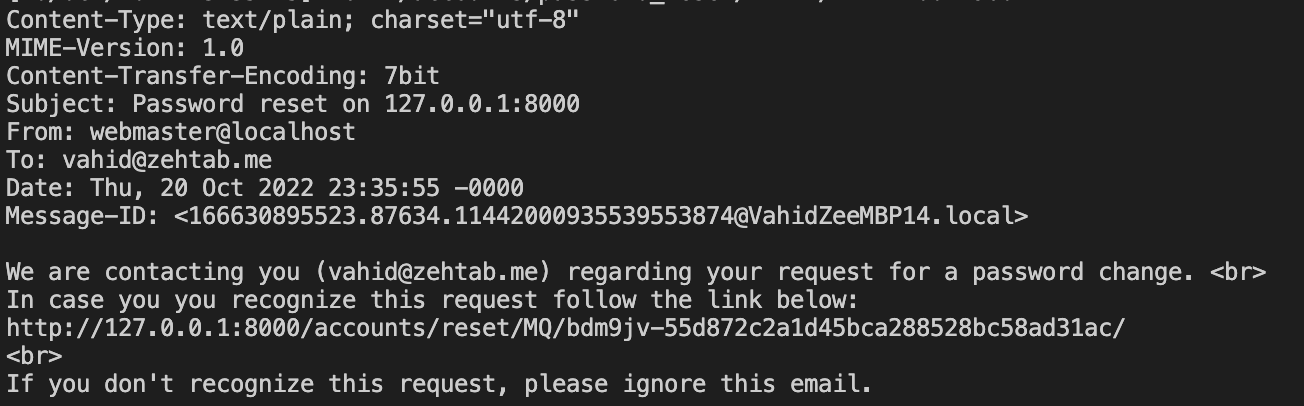 Content-Type: text/plain; charset="utf-8"
MIME-Version: 1.0
Content-Transfer-Encoding: 7bit
Subject: Password reset on 127.0.0.1:8000
From: webmaster@localhost
To: vahid@zehtab.me
Date: Thu, 20 Oct 2022 23:35:55 -0000
Message-ID: <166630895523.87634.11442000935539553874@VahidZeeMBP14.local>

We are contacting you (vahid@zehtab.me) regarding your request for a password change. <br>
In case you you recognize this request follow the link below:
http://127.0.0.1:8000/accounts/reset/MQ/bdm9jv-55d872c2a1d45bca288528bc58ad31ac/
<br>
If you don't recognize this request, please ignore this email.